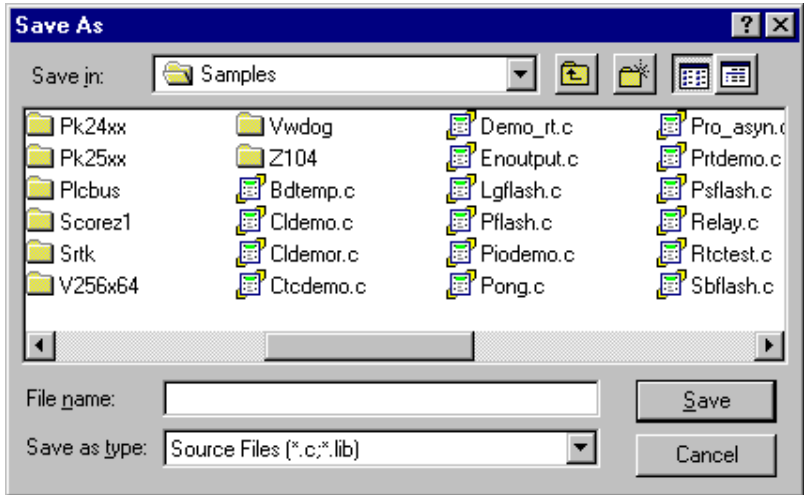 Save As
Save in: Samples
Pk24xx Vwdog Demo_rt.c Pro_asyn.c
Pk25xx Z104 Enoutput.c Prtdemo.c
Plcbus Bdtemp.c Lgflash.c Psflash.c
Scorez1 Cldemo.c Pflash.c Relay.c
Srtk Cldemor.c Piodemo.c Rtctest.c
V256x64 Ctcdemo.c Pong.c Sbflash.c
File name: Save
Save as type: Source Files (*.c;*.lib) Cancel